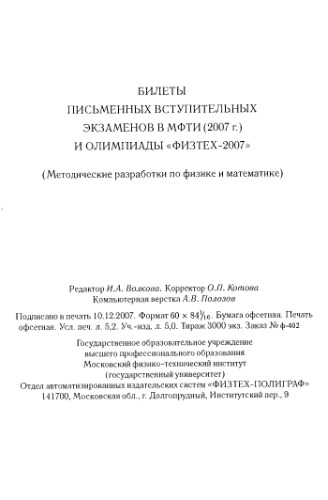 БИЛЕТЫ
ПИСЬМЕННЫХ ВСТУПИТЕЛЬНЫХ
ЭКЗАМЕНОВ В МФТИ (2007 г.)
И ОЛИМПИАДЫ «ФИЗТЕХ-2007»
(Методические разработки по физике и математике)
Редактор И.А. Волкова. Корректор О.П. Котова
Компьютерная верстка А.В. Полозов
Подписано в печать 10.12.2007. Формат 60 × 84 1/16. Бумага офсетная. Печать
офсетная. Усл. печ. л. 5,2. Уч.-изд. л. 5,0. Тираж 3000 экз. Заказ № ф-402
Государственное образовательное учреждение
высшего профессионального образования
Московский физико-технический институт
(государственный университет)
Отдел автоматизированных издательских систем «ФИЗТЕХ-ПОЛИГРАФ»
141700, Московская обл., г. Долгопрудный, Институтский пер., 9